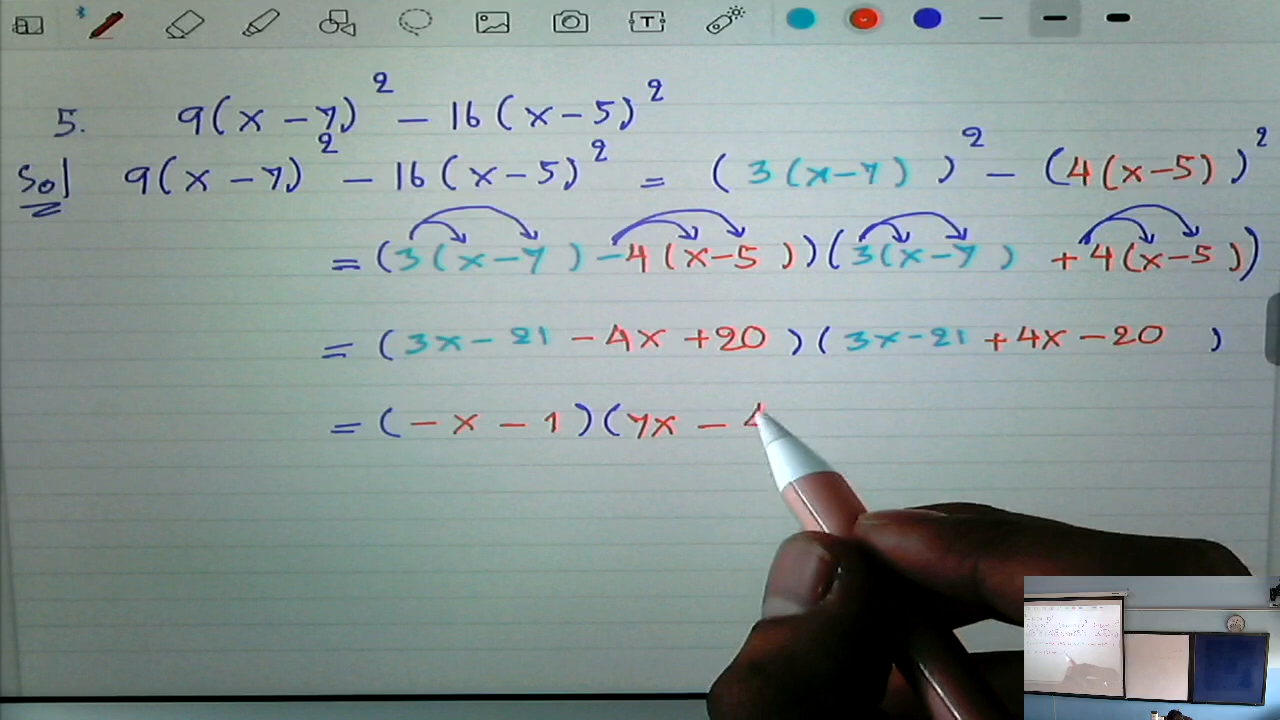 5. 9(x-7)² - 16(x-5)²
Sol 9(x-7)² - 16(x-5)² = (3(x-7))² - (4(x-5))²
= (3(x-7) - 4(x-5))(3(x-7) + 4(x-5))
= (3x - 21 - 4x + 20)(3x - 21 + 4x - 20)
= (-x - 1)(7x - 4